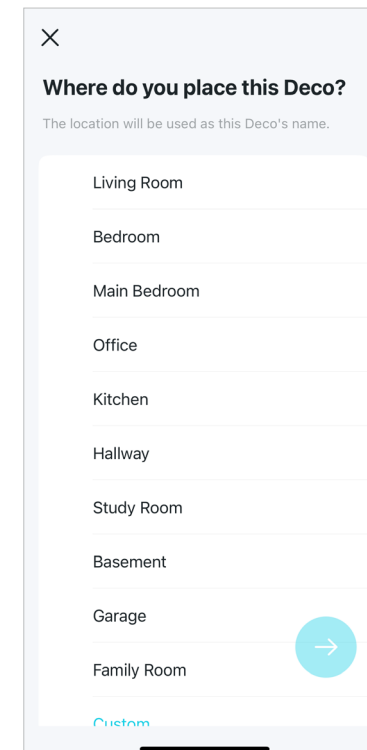 Where do you place this Deco?
The location will be used as this Deco's name.
Living Room
Bedroom
Main Bedroom
Office
Kitchen
Hallway
Study Room
Basement
Garage
Family Room
Custom